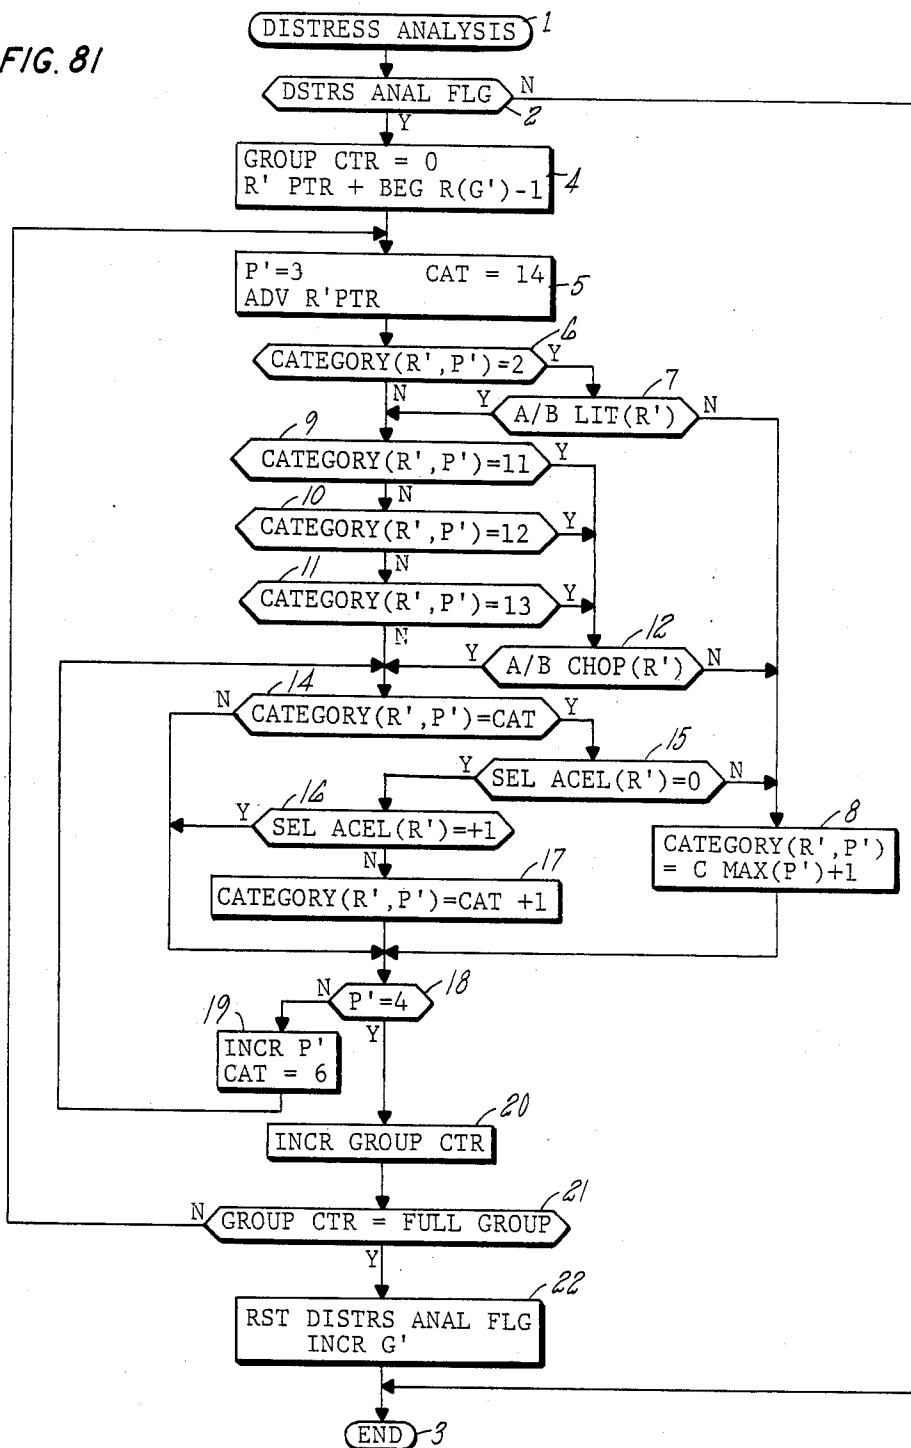 FIG. 81
DISTRESS ANALYSIS 1
DSTRS ANAL FLG N
2
Y
GROUP CTR = 0
R' PTR + BEG R(G')-1 4
P'=3 CAT = 14
ADV R'PTR 5
6
CATEGORY(R',P')=2 Y
7
N Y A/B LIT(R') N
9
CATEGORY(R',P')=11 Y
10 N
CATEGORY(R',P')=12 Y
11 N
CATEGORY(R',P')=13 Y
N 12
Y A/B CHOP(R') N
14
N CATEGORY(R',P')=CAT Y
15
Y SEL ACEL(R')=0 N
16
Y SEL ACEL(R')=+1
8
CATEGORY(R',P')
= C MAX(P')+1
N 17
CATEGORY(R',P')=CAT +1
18
N P'=4
19 Y
INCR P'
CAT = 6
20
INCR GROUP CTR
21
N GROUP CTR = FULL GROUP
Y
22
RST DISTRS ANAL FLG
INCR G'
END 3